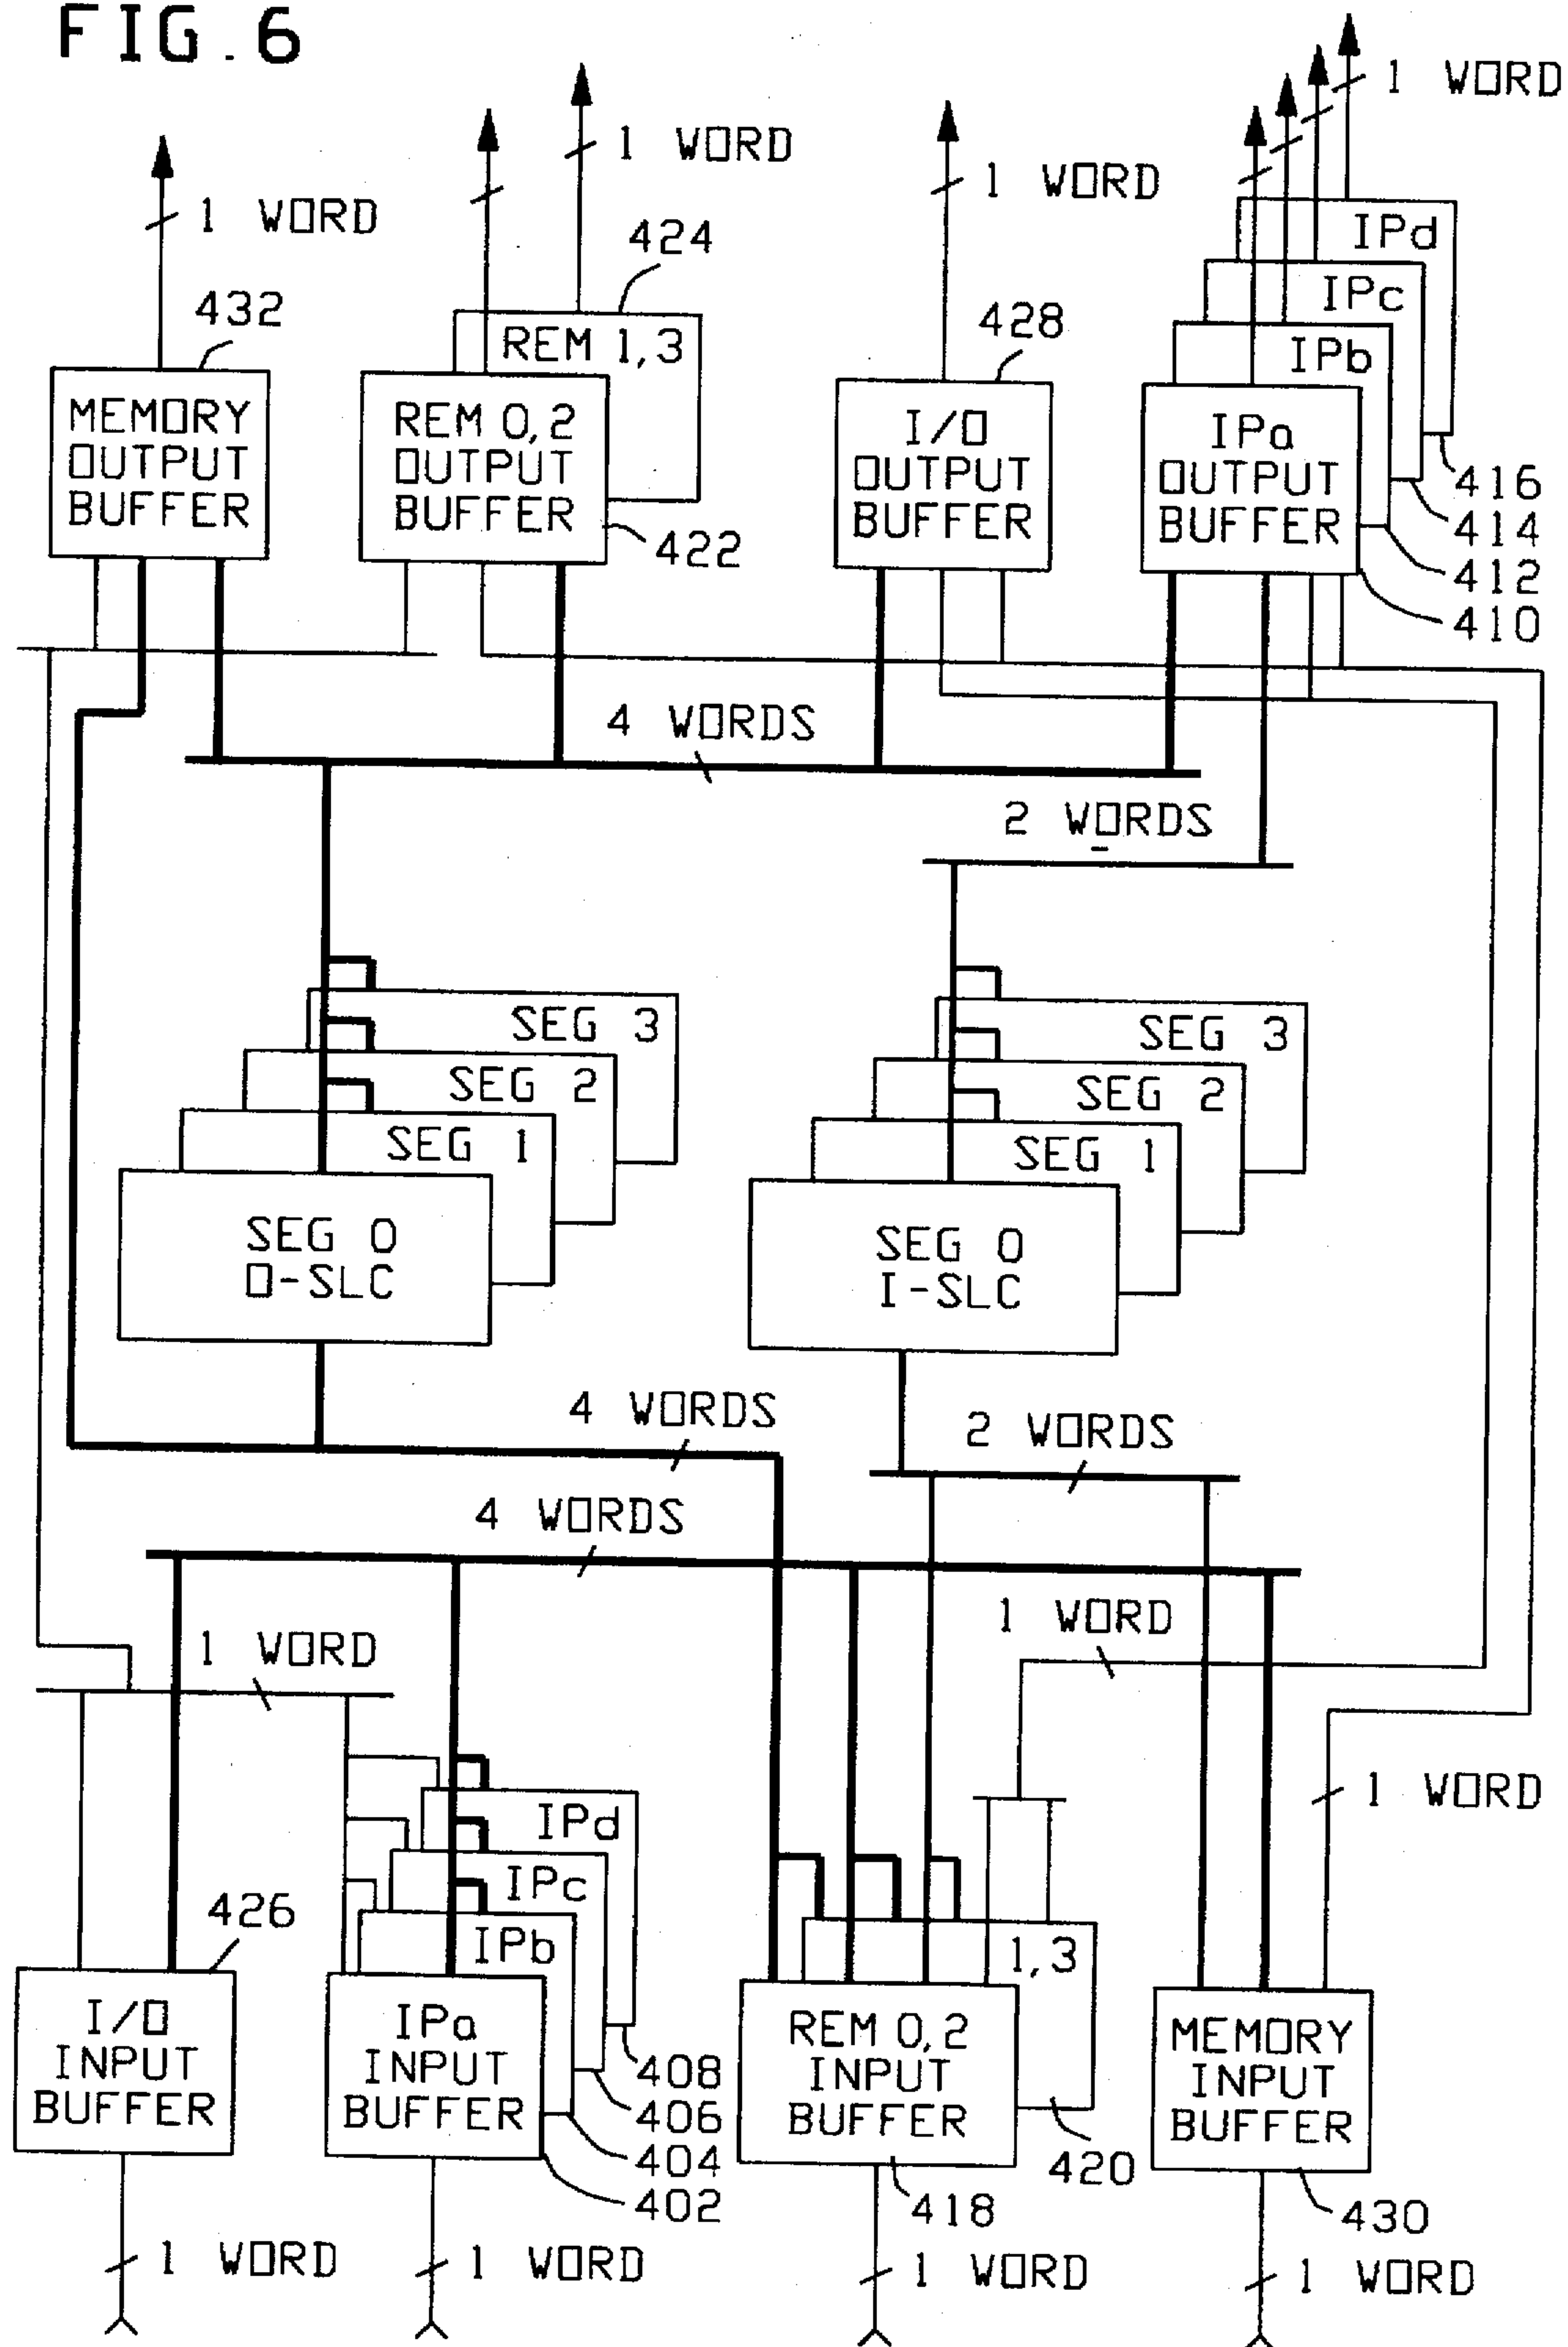 FIG.6
1 WORD
1 WORD
1 WORD
1 WORD
424
IPd
432
428
IPc
REM 1,3
IPb
MEMORY
OUTPUT
BUFFER
REM 0,2
OUTPUT
BUFFER
I/O
OUTPUT
BUFFER
IPa
OUTPUT
BUFFER
416
414
412
410
422
4 WORDS
2 WORDS
SEG 3
SEG 2
SEG 1
SEG 0
O-SLC
SEG 3
SEG 2
SEG 1
SEG 0
I-SLC
4 WORDS
2 WORDS
4 WORDS
1 WORD
1 WORD
1 WORD
IPd
IPc
IPb
426
1,3
I/O
INPUT
BUFFER
IPa
INPUT
BUFFER
REM 0,2
INPUT
BUFFER
MEMORY
INPUT
BUFFER
408
406
404
402
420
418
430
1 WORD
1 WORD
1 WORD
1 WORD